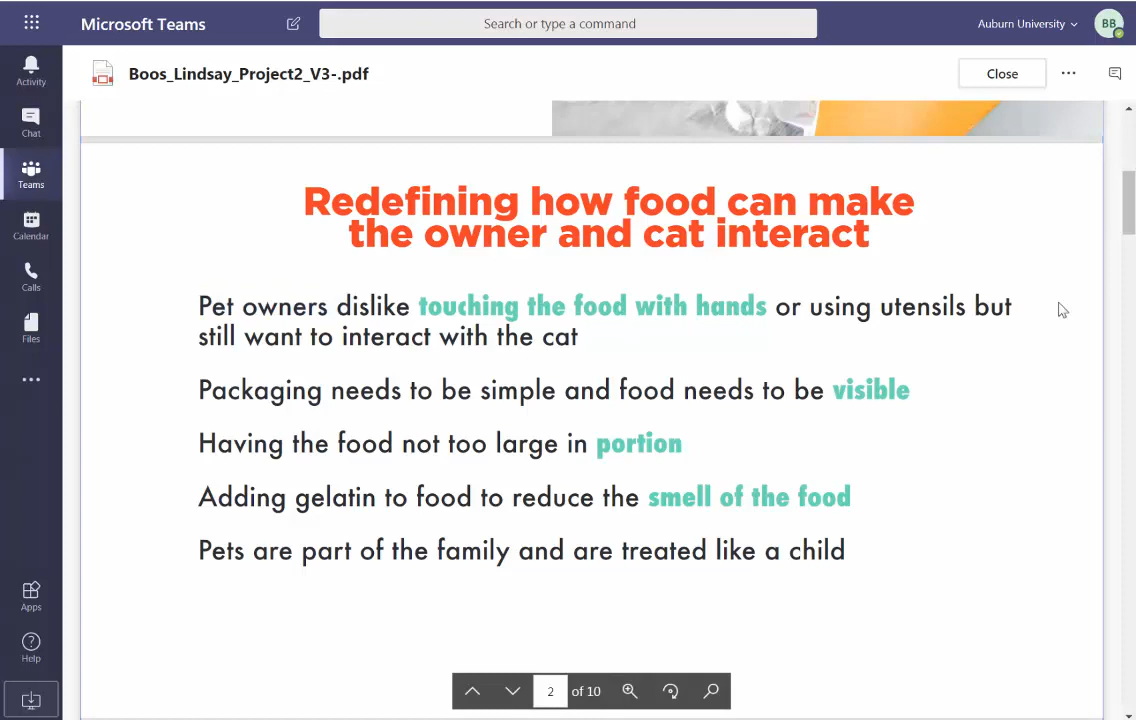 Microsoft Teams
Search or type a command
Auburn University
BB
Activity
Chat
Teams
Calendar
Calls
Files
Apps
Help
Boos_Lindsay_Project2_V3-.pdf
Close
Redefining how food can make
the owner and cat interact
Pet owners dislike touching the food with hands or using utensils but
still want to interact with the cat
Packaging needs to be simple and food needs to be visible
Having the food not too large in portion
Adding gelatin to food to reduce the smell of the food
Pets are part of the family and are treated like a child
2 of 10